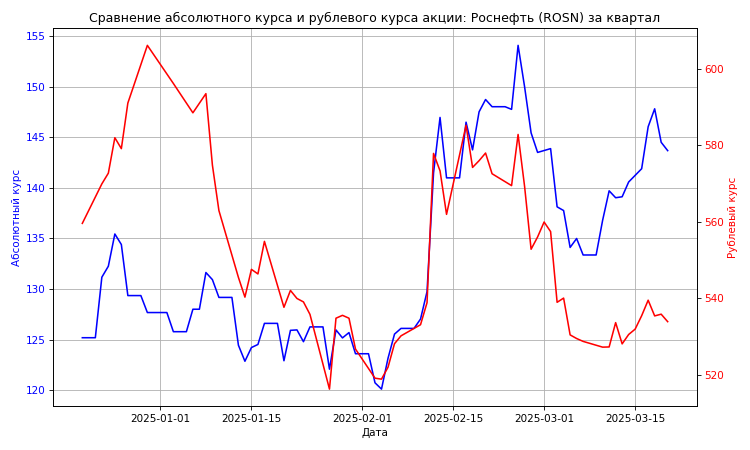 Сравнение абсолютного курса и рублевого курса акции: Роснефть (ROSN) за квартал
Абсолютный курс
155
150
145
140
135
130
125
120
600
580
560
540
520
Рублевый курс
2025-01-01 2025-01-15 2025-02-01 2025-02-15 2025-03-01 2025-03-15
Дата